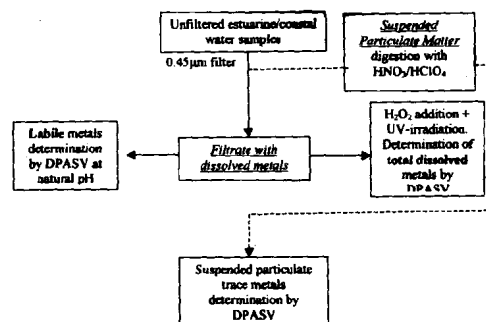 Unfiltered estuarine/coastal
water samples
0.45µm filter
Suspended
Particulate Matter
digestion with
HNO₃/HClO₄
Labile metals
determination
by DPASV at
natural pH
Filtrate with
dissolved metals
H₂O₂ addition +
UV-irradiation.
Determination of
total dissolved
metals by
DPASV
Suspended particulate
trace metals
determination by
DPASV